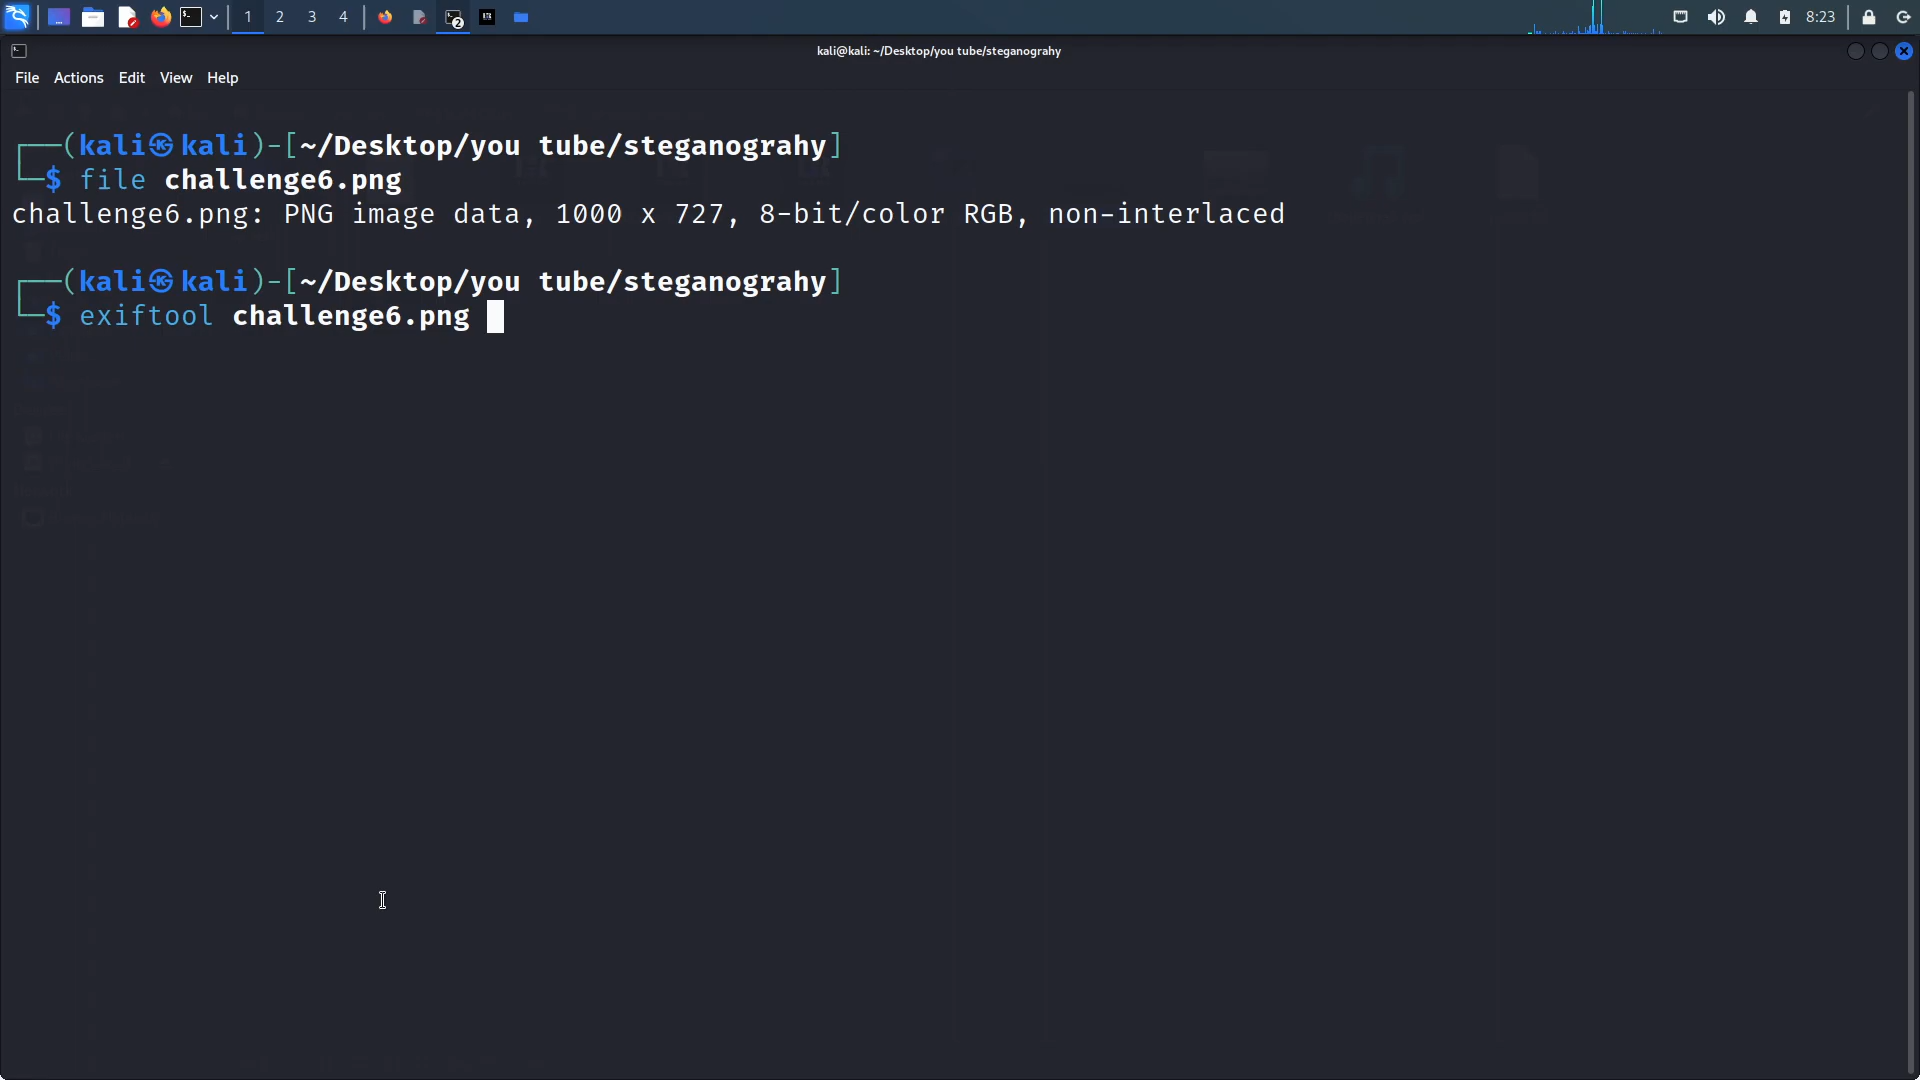 1 2 3 4 2 8:23
kali@kali: ~/Desktop/you tube/steganograhy
File Actions Edit View Help
┌──(kali㉿kali)-[~/Desktop/you tube/steganograhy]
└─$ file challenge6.png
challenge6.png: PNG image data, 1000 x 727, 8-bit/color RGB, non-interlaced
┌──(kali㉿kali)-[~/Desktop/you tube/steganograhy]
└─$ exiftool challenge6.png